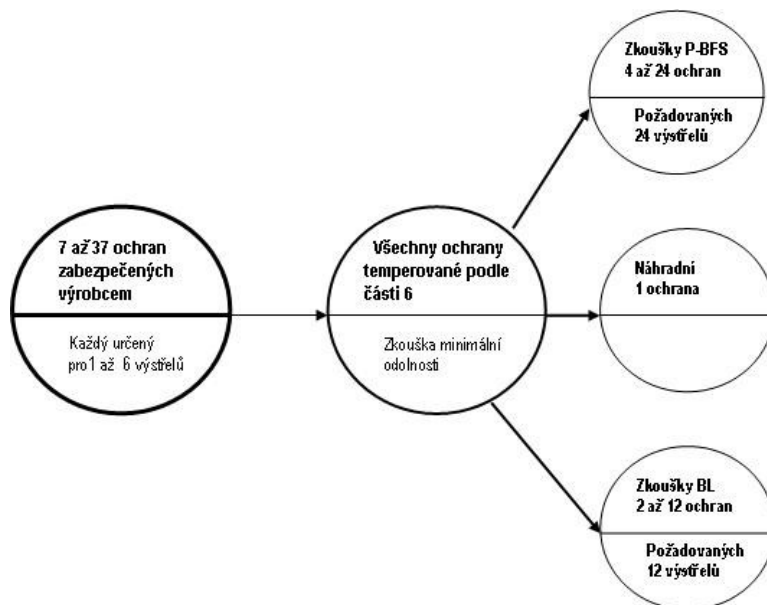 7 až 37 ochran
zabezpečených
výrobcem
Každý určený
pro1 až 6 výstřelů
Všechny ochrany
temperované podle
části 6
Zkouška minimální
odolnosti
Zkoušky P-BFS
4 až 24 ochran
Požadovaných
24 výstřelů
Náhradní
1 ochrana
Zkoušky BL
2 až 12 ochran
Požadovaných
12 výstřelů